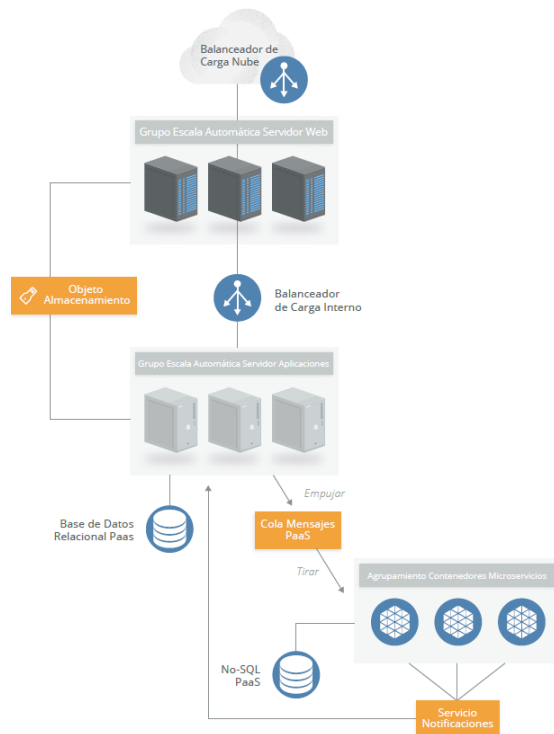 Balanceador de
Carga Nube
Grupo Escala Automática Servidor Web
Objeto
Almacenamiento
Balanceador
de Carga Interno
Grupo Escala Automática Servidor Aplicaciones
Empujar
Base de Datos
Relacional Paas
Cola Mensajes
PaaS
Tirar
Agrupamiento Contenedores Microservicios
No-SQL
PaaS
Servicio
Notificaciones